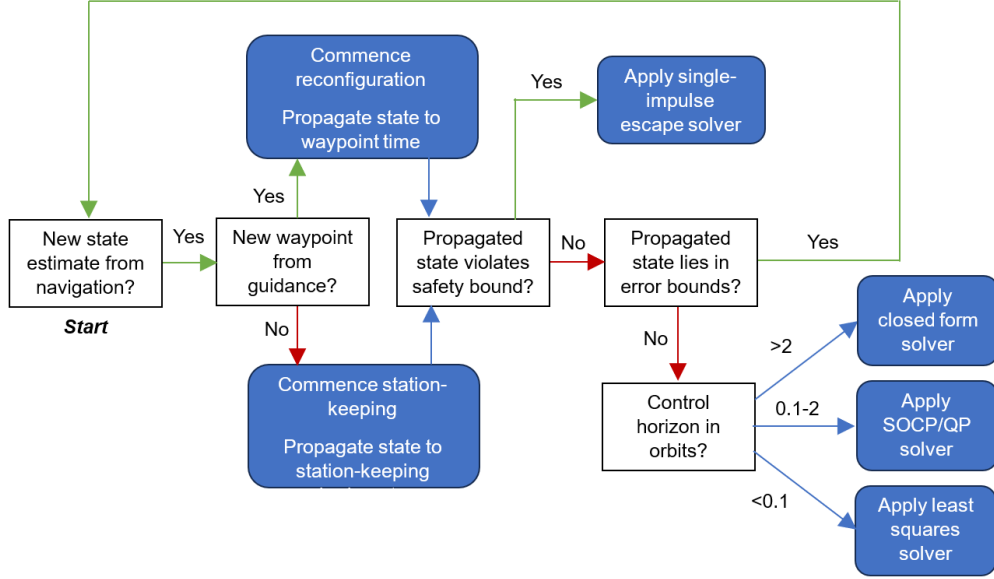 Commence
reconfiguration
Propagate state to
waypoint time
Yes
Apply single-
impulse
escape solver
Yes
New state
estimate from
navigation?
Yes
New waypoint
from
guidance?
Propagated
state violates
safety bound?
No
Propagated
state lies in
error bounds?
Yes
Start
No
No
Commence station-
keeping
Propagate state to
station-keeping
Control
horizon in
orbits?
>2
0.1-2
<0.1
Apply
closed form
solver
Apply
SOCP/QP
solver
Apply least
squares
solver